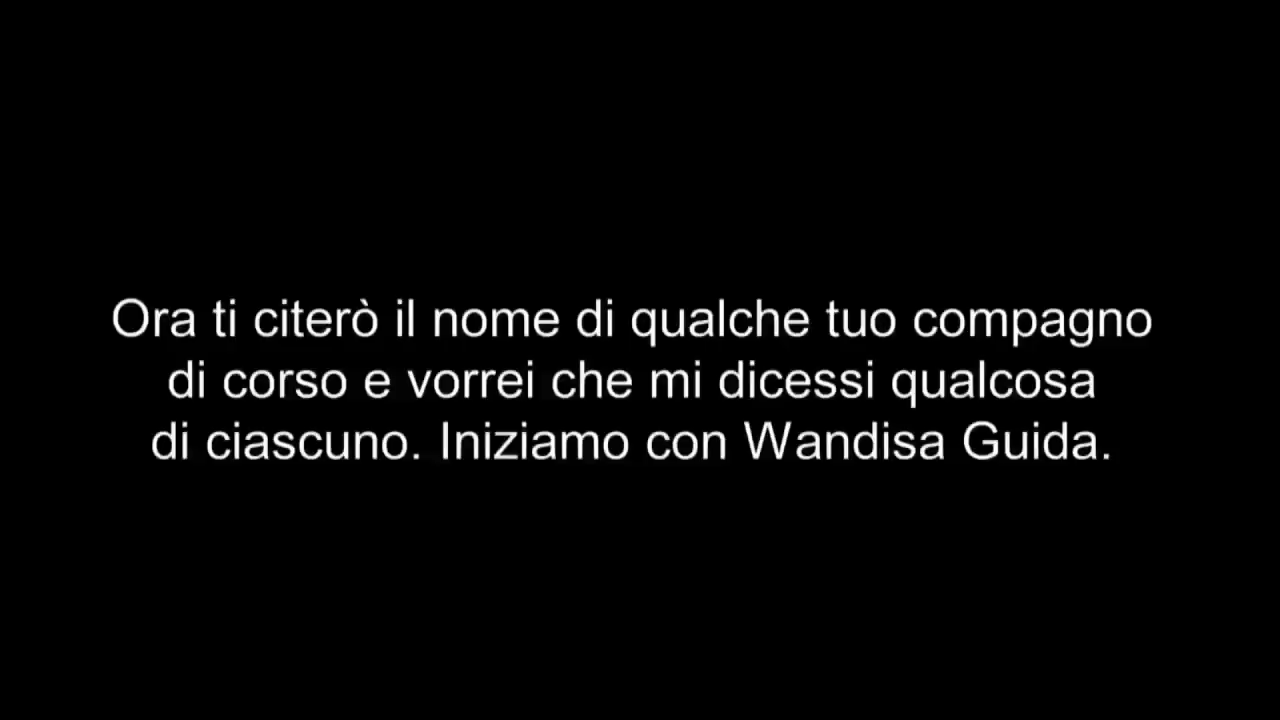 Ora ti citerò il nome di qualche tuo compagno
di corso e vorrei che mi dicessi qualcosa
di ciascuno. Iniziamo con Wandisa Guida.